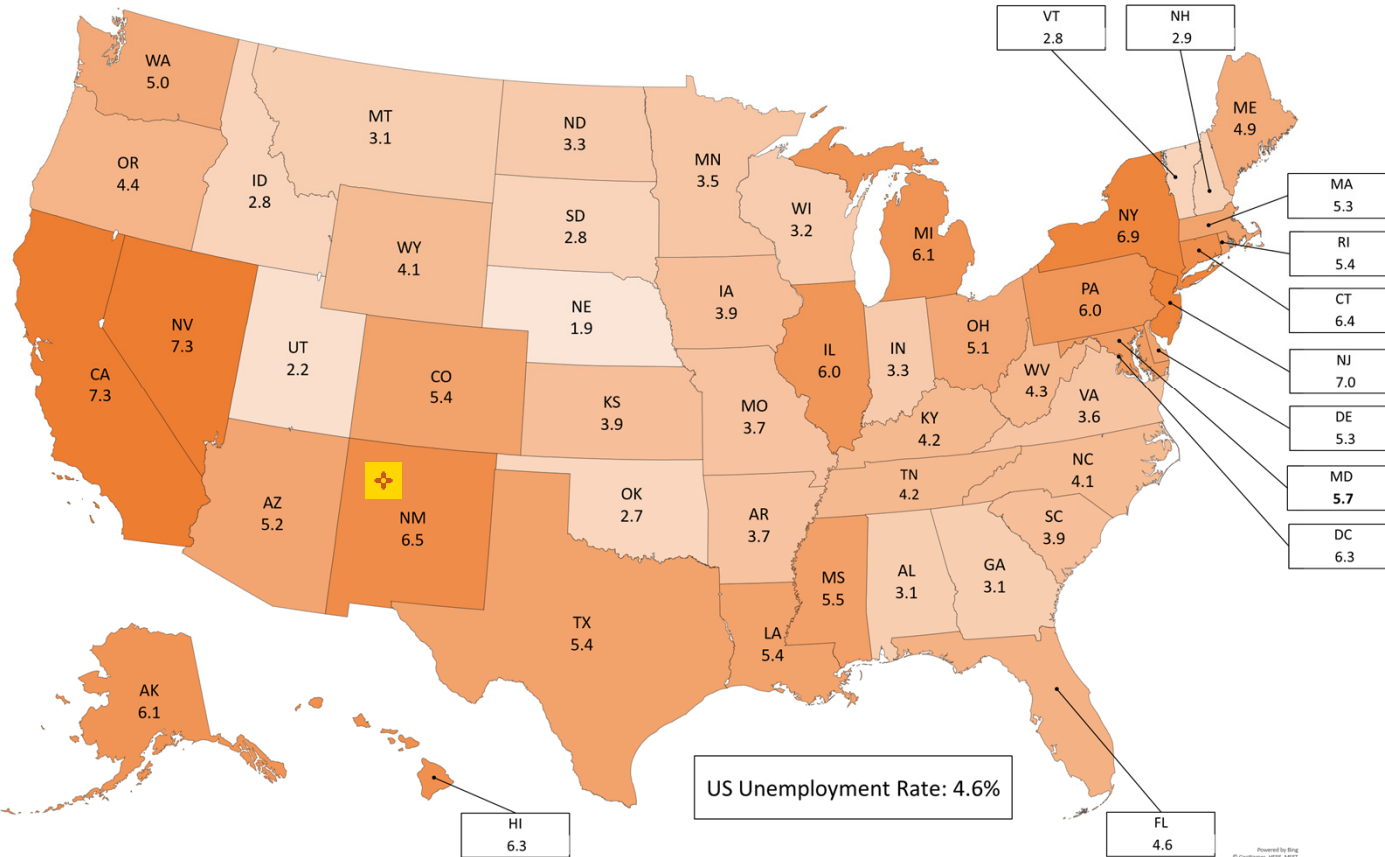 VT
2.8
NH
2.9
WA
5.0
MT
3.1
ND
3.3
MN
3.5
ME
4.9
OR
4.4
ID
2.8
SD
2.8
WI
3.2
MI
6.1
NY
6.9
MA
5.3
RI
5.4
CT
6.4
NJ
7.0
DE
5.3
MD
5.7
DC
6.3
WY
4.1
NE
1.9
IA
3.9
PA
6.0
CA
7.3
NV
7.3
UT
2.2
CO
5.4
KS
3.9
MO
3.7
IL
6.0
IN
3.3
OH
5.1
WV
4.3
VA
3.6
KY
4.2
AZ
5.2
NM
6.5
OK
2.7
AR
3.7
TN
4.2
NC
4.1
SC
3.9
TX
5.4
LA
5.4
MS
5.5
AL
3.1
GA
3.1
AK
6.1
HI
6.3
US Unemployment Rate: 4.6%
FL
4.6
Powered by Bing
© GeoNames, HERE, MSFT